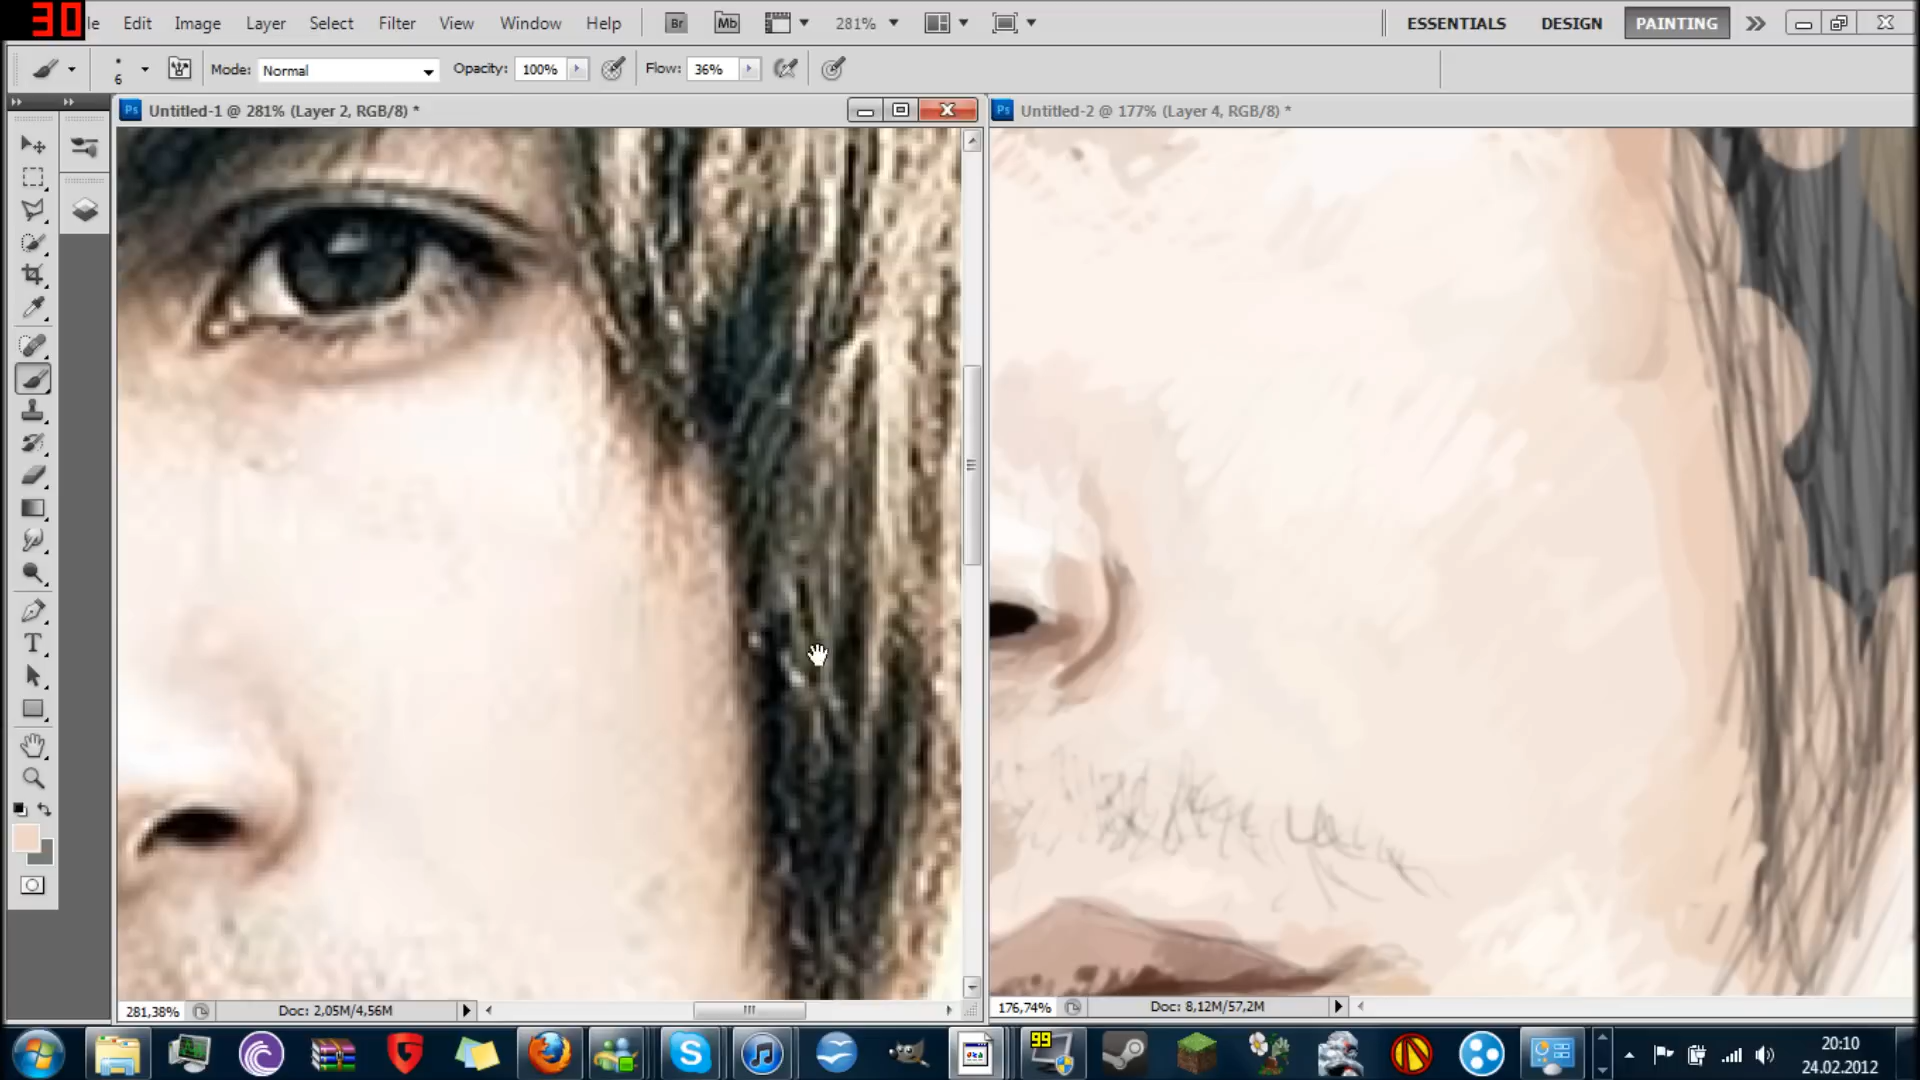 30
le Edit Image Layer Select Filter View Window Help Br Mb 281% ESSENTIALS DESIGN PAINTING
6 Mode: Normal Opacity: 100% Flow: 36%
Ps Untitled-1 @ 281% (Layer 2, RGB/8) *
Ps Untitled-2 @ 177% (Layer 4, RGB/8) *
T
281,38% Doc: 2,05M/4,56M
176,74% Doc: 8,12M/57,2M
99
S
20:10
24.02.2012